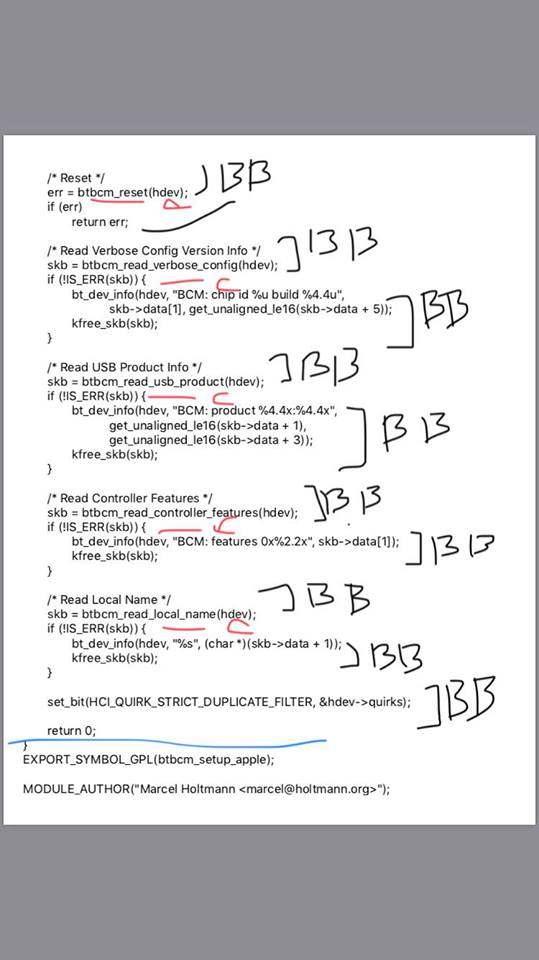 /* Reset */
err = btbcm_reset(hdev); ] BB
if (err)
return err;
/* Read Verbose Config Version Info */
skb = btbcm_read_verbose_config(hdev); ] BB
if (!IS_ERR(skb)) { C
bt_dev_info(hdev, "BCM: chip id %u build %4.4u",
skb->data[1], get_unaligned_le16(skb->data + 5)); ] BB
kfree_skb(skb);
}
/* Read USB Product Info */
skb = btbcm_read_usb_product(hdev); ] BB
if (!IS_ERR(skb)) { C
bt_dev_info(hdev, "BCM: product %4.4x:%4.4x",
get_unaligned_le16(skb->data + 1), ] BB
get_unaligned_le16(skb->data + 3));
kfree_skb(skb);
}
/* Read Controller Features */
skb = btbcm_read_controller_features(hdev); ] BB
if (!IS_ERR(skb)) { C
bt_dev_info(hdev, "BCM: features 0x%2.2x", skb->data[1]); ] BB
kfree_skb(skb);
}
/* Read Local Name */
skb = btbcm_read_local_name(hdev); ] BB
if (!IS_ERR(skb)) { C
bt_dev_info(hdev, "%s", (char *)(skb->data + 1)); ] BB
kfree_skb(skb);
}
set_bit(HCI_QUIRK_STRICT_DUPLICATE_FILTER, &hdev->quirks); ] BB
return 0;
}
EXPORT_SYMBOL_GPL(btbcm_setup_apple);
MODULE_AUTHOR("Marcel Holtmann <marcel@holtmann.org>");